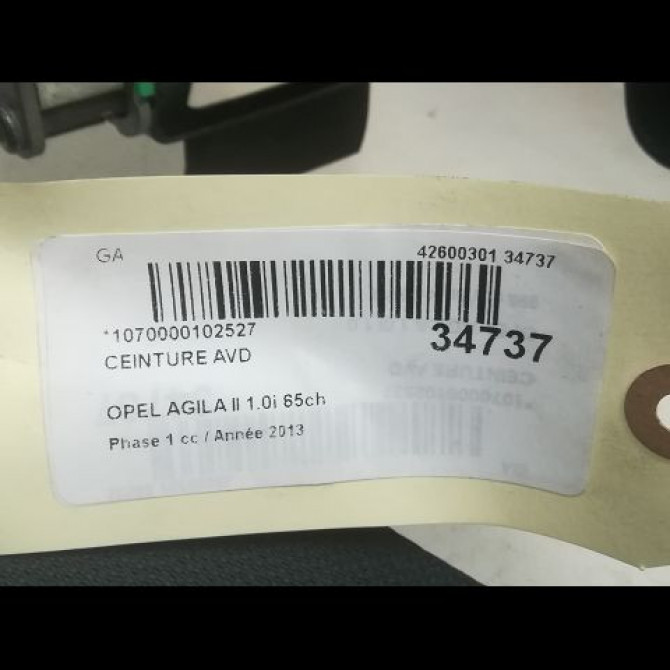 GA 42600301 34737
*1070000102527 34737
CEINTURE AVD
OPEL AGILA II 1.0i 65ch
Phase 1 cc / Année 2013